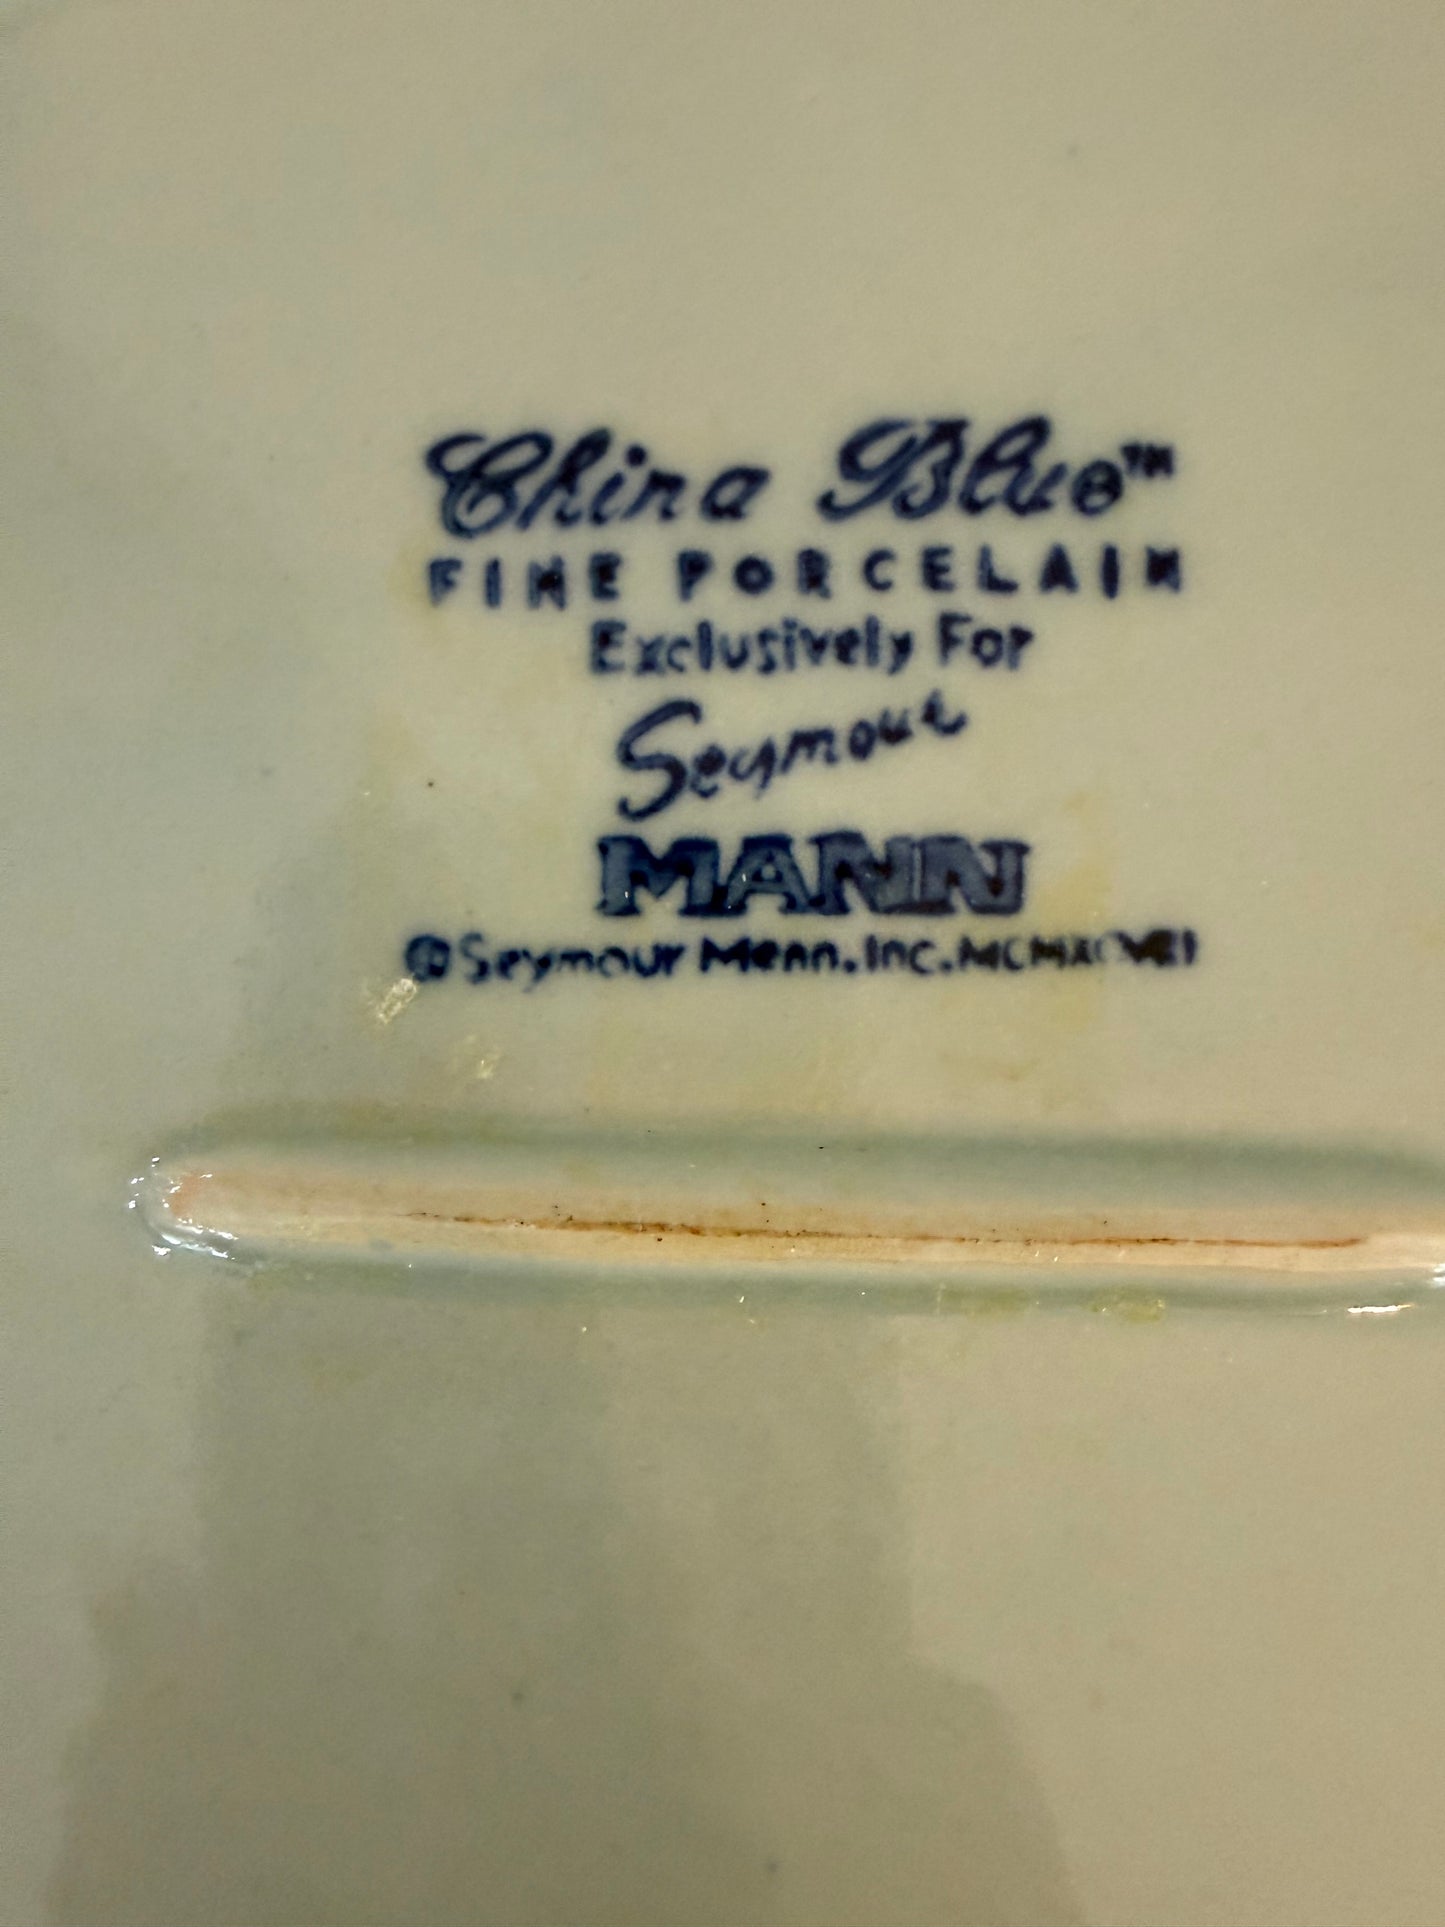 China Blue™
FINE PORCELAIN
Exclusively For
Seymour
MANN
© Seymour Mann, Inc.